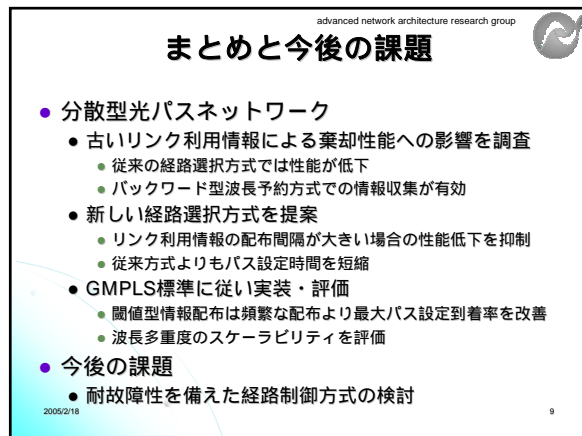 advanced network architecture research group
まとめと今後の課題
● 分散型光パスネットワーク
● 古いリンク利用情報による棄却性能への影響を調査
● 従来の経路選択方式では性能が低下
● バックワード型波長予約方式での情報収集が有効
● 新しい経路選択方式を提案
● リンク利用情報の配布間隔が大きい場合の性能低下を抑制
● 従来方式よりもパス設定時間を短縮
● GMPLS標準に従い実装・評価
● 閾値型情報配布は頻繁な配布より最大パス設定到着率を改善
● 波長多重度のスケーラビリティを評価
● 今後の課題
● 耐故障性を備えた経路制御方式の検討
2005/2/18
9